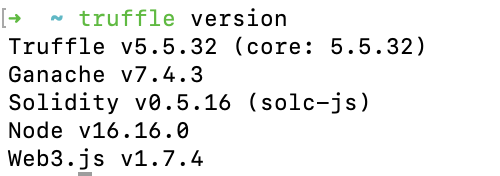 [➜ ~ truffle version
Truffle v5.5.32 (core: 5.5.32)
Ganache v7.4.3
Solidity v0.5.16 (solc-js)
Node v16.16.0
Web3.js v1.7.4